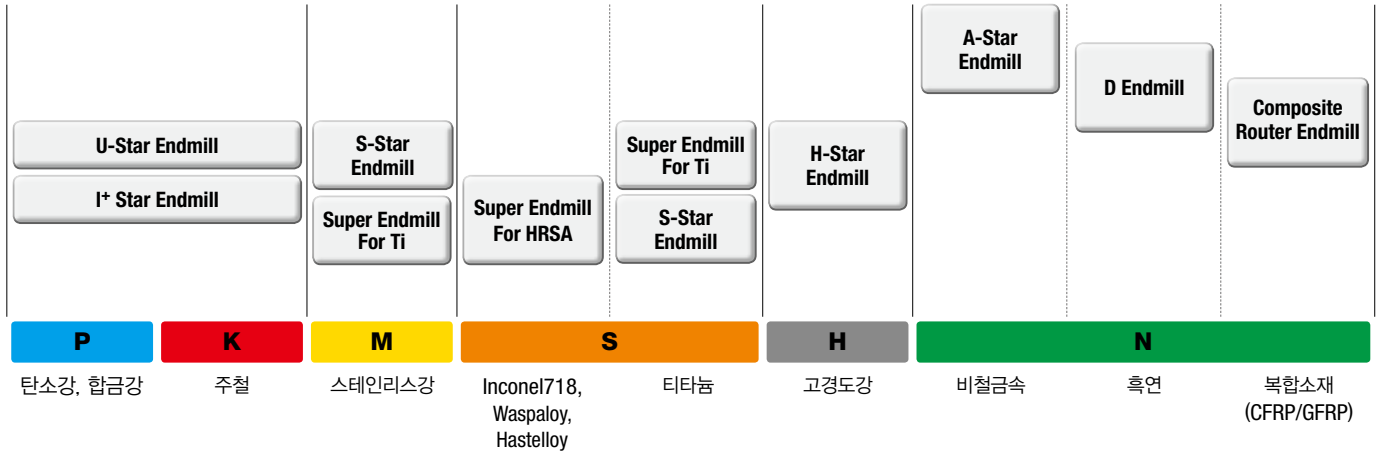 A-Star
Endmill
D Endmill
Composite
Router Endmill
U-Star Endmill
I+ Star Endmill
S-Star
Endmill
Super Endmill
For Ti
Super Endmill
For HRSA
Super Endmill
For Ti
S-Star
Endmill
H-Star
Endmill
P
K
M
S
H
N
탄소강, 합금강
주철
스테인리스강
Inconel718,
Waspaloy,
Hastelloy
티타늄
고경도강
비철금속
흑연
복합소재
(CFRP/GFRP)